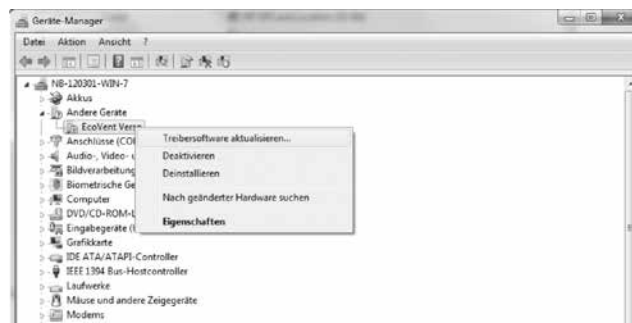 Geräte-Manager
Datei Aktion Ansicht ?
NB-120301-WIN-7
Akkus
Andere Geräte
EcoVent Verso
Anschlüsse (CO
Audio-, Video- u
Bildverarbeitung
Biometrische Ge
Computer
DVD/CD-ROM-L
Eingabegeräte (
Grafikkarte
IDE ATA/ATAPI-Controller
IEEE 1394 Bus-Hostcontroller
Laufwerke
Mäuse und andere Zeigegeräte
Modems
Treibersoftware aktualisieren...
Deaktivieren
Deinstallieren
Nach geänderter Hardware suchen
Eigenschaften